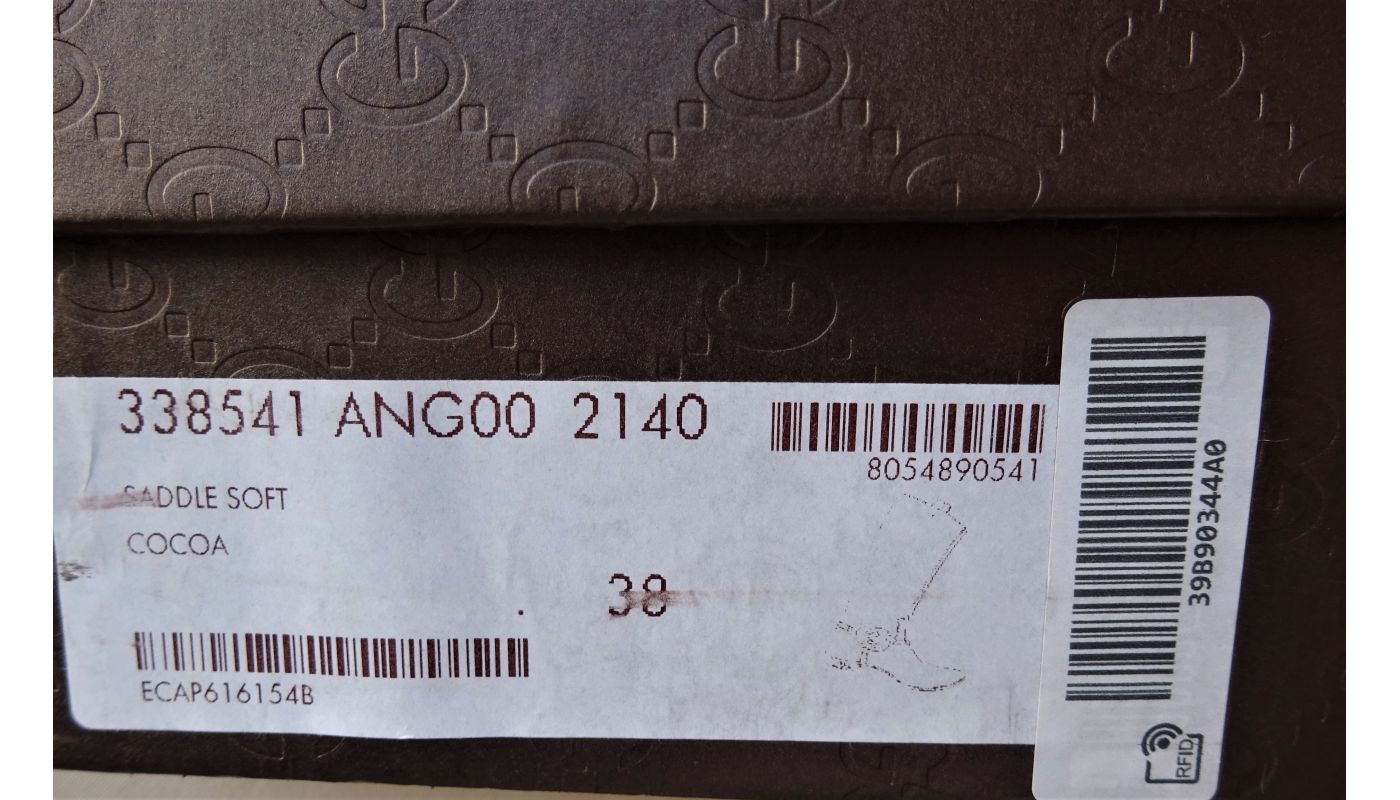 338541 ANG00 2140
8054890541
SADDLE SOFT
COCOA
38
ECAP616154B
39B90344A0
RFID